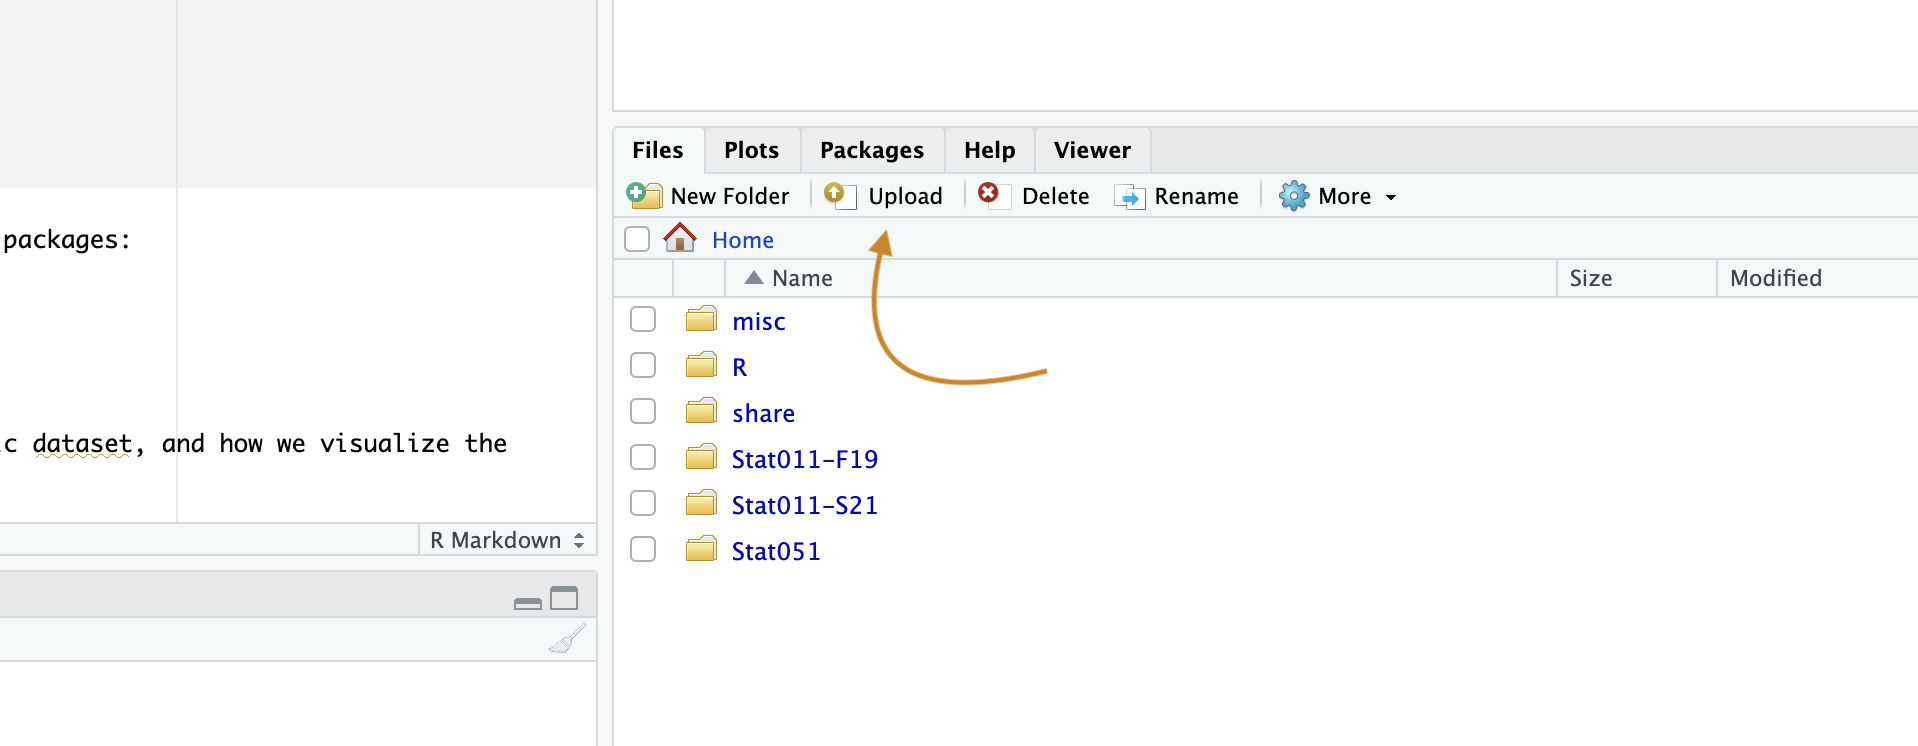 packages:
c dataset, and how we visualize the
R Markdown
Files Plots Packages Help Viewer
New Folder Upload Delete Rename More
Home
Name Size Modified
misc
R
share
Stat011-F19
Stat011-S21
Stat051